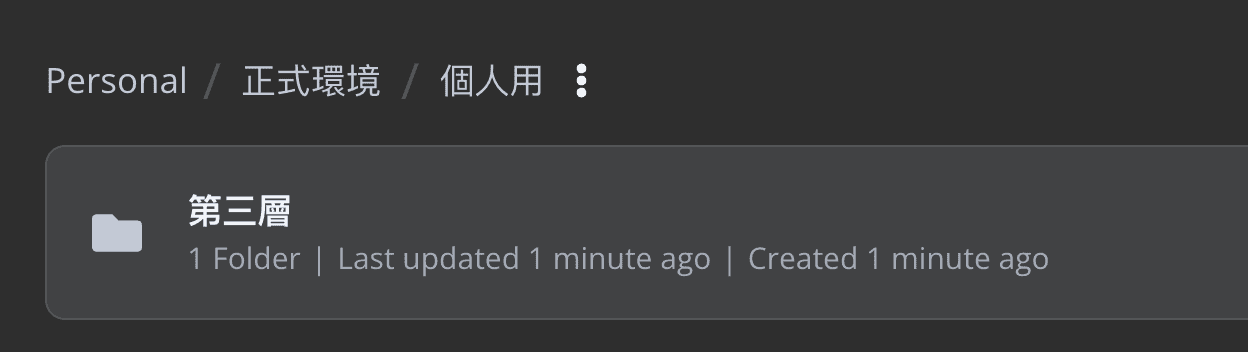 Personal / 正式環境 / 個人用
第三層
1 Folder | Last updated 1 minute ago | Created 1 minute ago